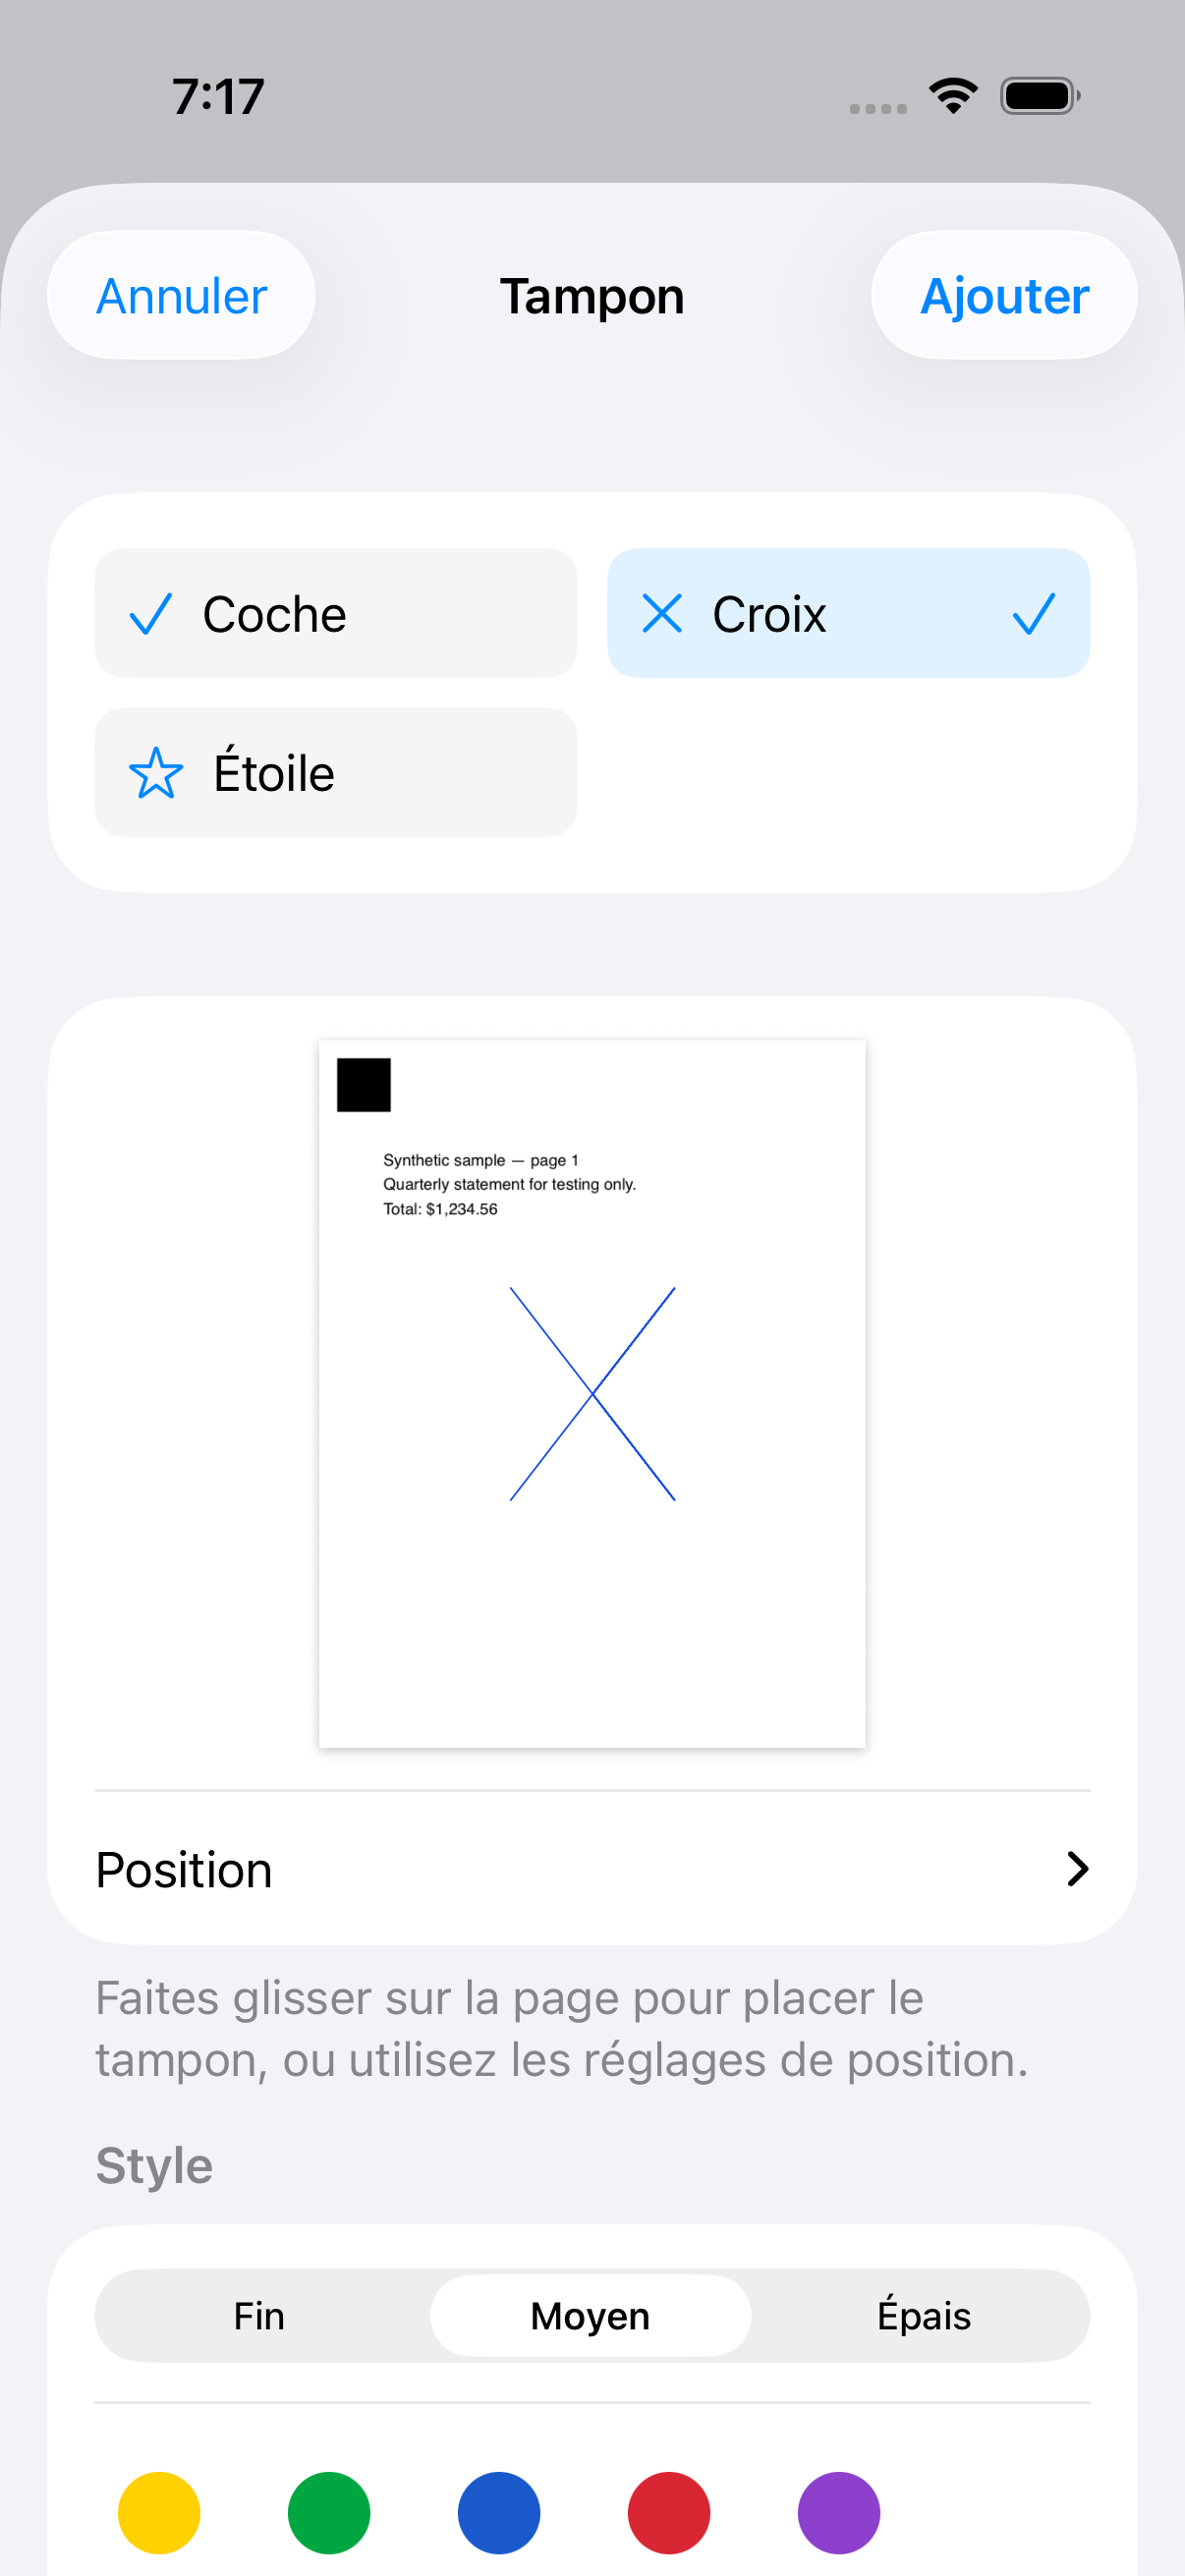 7:17
Annuler
Tampon
Ajouter
Coche
Croix
Étoile
Synthetic sample — page 1
Quarterly statement for testing only.
Total: $1,234.56
Position
Faites glisser sur la page pour placer le
tampon, ou utilisez les réglages de position.
Style
Fin
Moyen
Épais